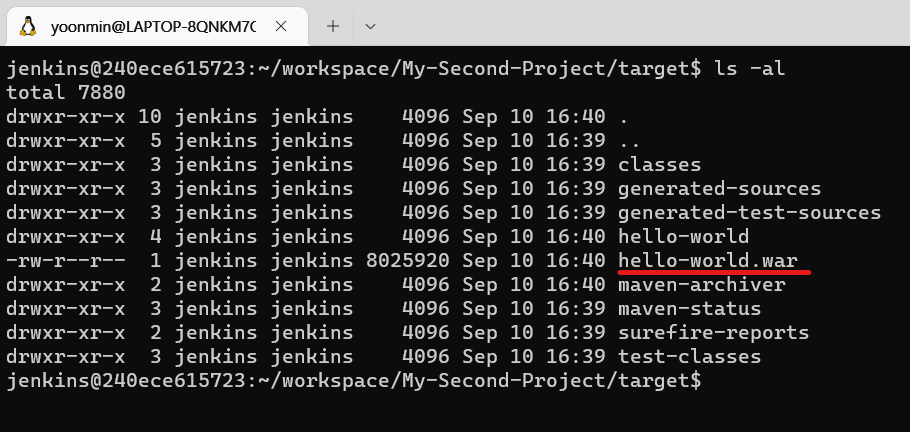 yoonmin@LAPTOP-8QNKM7C
jenkins@240ece615723:~/workspace/My-Second-Project/target$ ls -al
total 7880
drwxr-xr-x 10 jenkins jenkins    4096 Sep 10 16:40 .
drwxr-xr-x  5 jenkins jenkins    4096 Sep 10 16:39 ..
drwxr-xr-x  3 jenkins jenkins    4096 Sep 10 16:39 classes
drwxr-xr-x  3 jenkins jenkins    4096 Sep 10 16:39 generated-sources
drwxr-xr-x  3 jenkins jenkins    4096 Sep 10 16:39 generated-test-sources
drwxr-xr-x  4 jenkins jenkins    4096 Sep 10 16:40 hello-world
-rw-r--r--  1 jenkins jenkins 8025920 Sep 10 16:40 hello-world.war
drwxr-xr-x  2 jenkins jenkins    4096 Sep 10 16:40 maven-archiver
drwxr-xr-x  3 jenkins jenkins    4096 Sep 10 16:39 maven-status
drwxr-xr-x  2 jenkins jenkins    4096 Sep 10 16:39 surefire-reports
drwxr-xr-x  3 jenkins jenkins    4096 Sep 10 16:39 test-classes
jenkins@240ece615723:~/workspace/My-Second-Project/target$